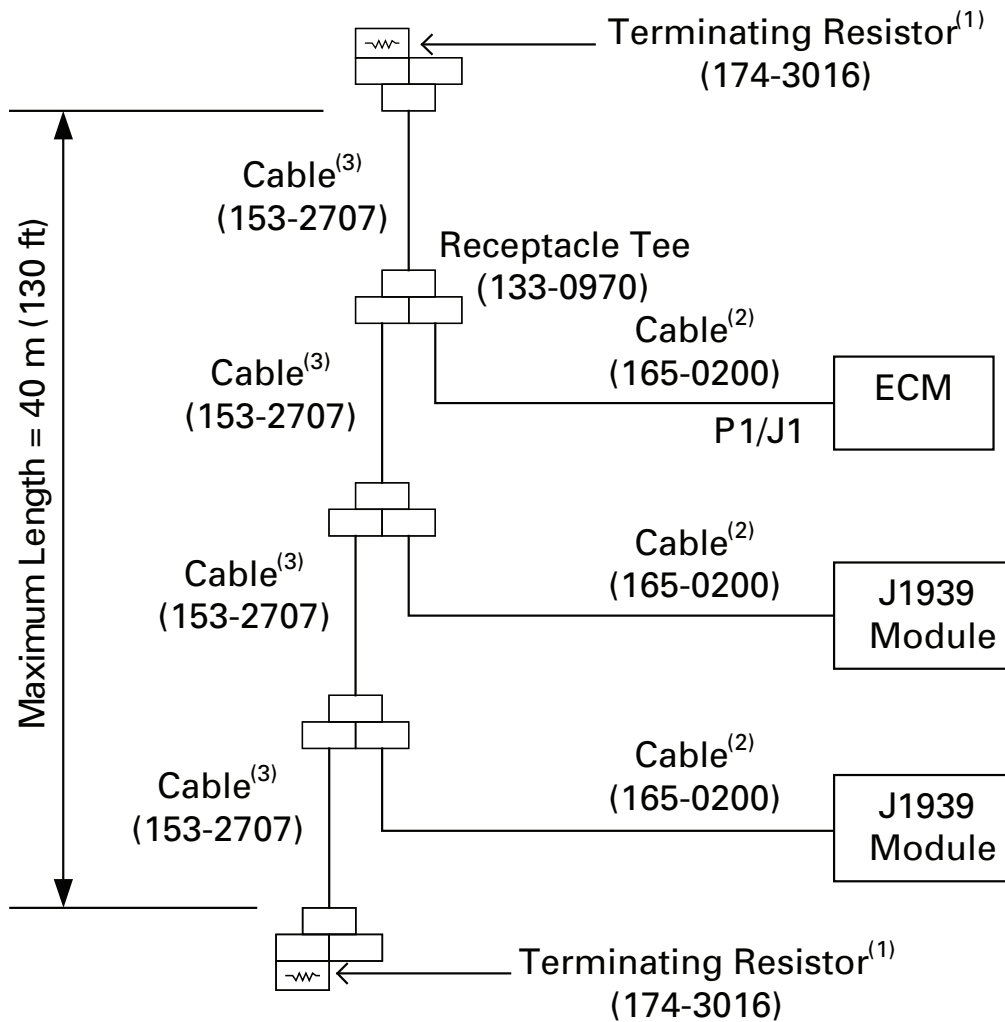 Terminating Resistor(1)
(174-3016)
Maximum Length = 40 m (130 ft)
Cable(3)
(153-2707)
Receptacle Tee
(133-0970)
Cable(2)
(165-0200)
ECM
P1/J1
Cable(3)
(153-2707)
Cable(2)
(165-0200)
J1939
Module
Cable(3)
(153-2707)
Cable(2)
(165-0200)
J1939
Module
Cable(3)
(153-2707)
Terminating Resistor(1)
(174-3016)